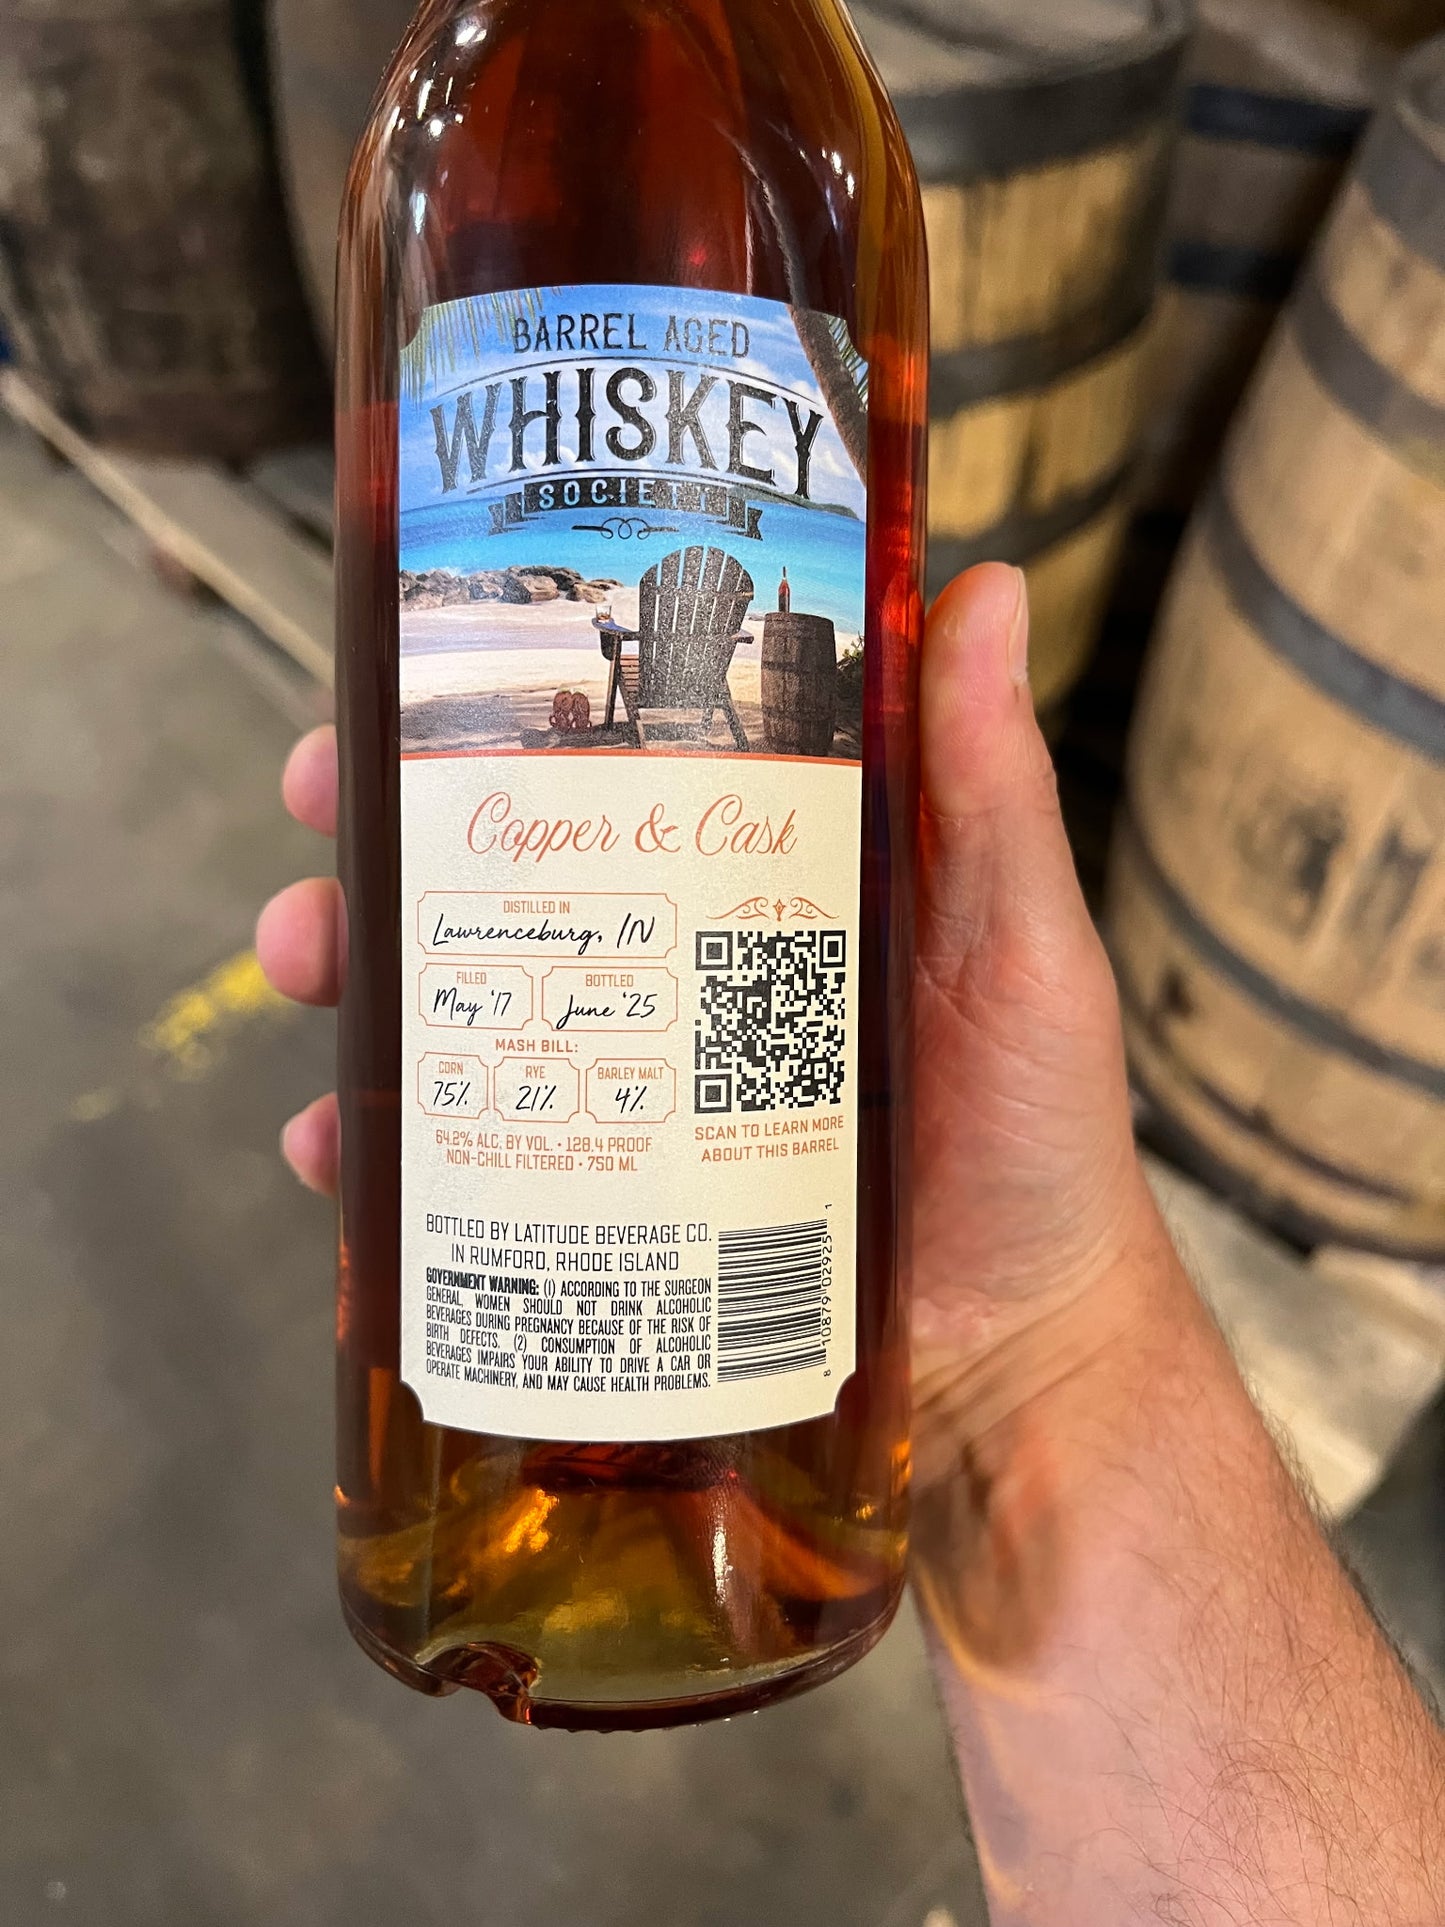 BARREL AGED
WHISKEY
SOCIETY
Copper & Cask
DISTILLED IN
Lawrenceburg, IN
FILLED
May '17
BOTTLED
June '25
MASH BILL:
CORN
75%
RYE
21%
BARLEY MALT
4%
64.2% ALC. BY VOL. • 128.4 PROOF
NON-CHILL FILTERED • 750 ML
SCAN TO LEARN MORE
ABOUT THIS BARREL
BOTTLED BY LATITUDE BEVERAGE CO.
IN RUMFORD, RHODE ISLAND
GOVERNMENT WARNING: (1) ACCORDING TO THE SURGEON
GENERAL, WOMEN SHOULD NOT DRINK ALCOHOLIC
BEVERAGES DURING PREGNANCY BECAUSE OF THE RISK OF
BIRTH DEFECTS. (2) CONSUMPTION OF ALCOHOLIC
BEVERAGES IMPAIRS YOUR ABILITY TO DRIVE A CAR OR
OPERATE MACHINERY, AND MAY CAUSE HEALTH PROBLEMS.
8 10879 02925 1